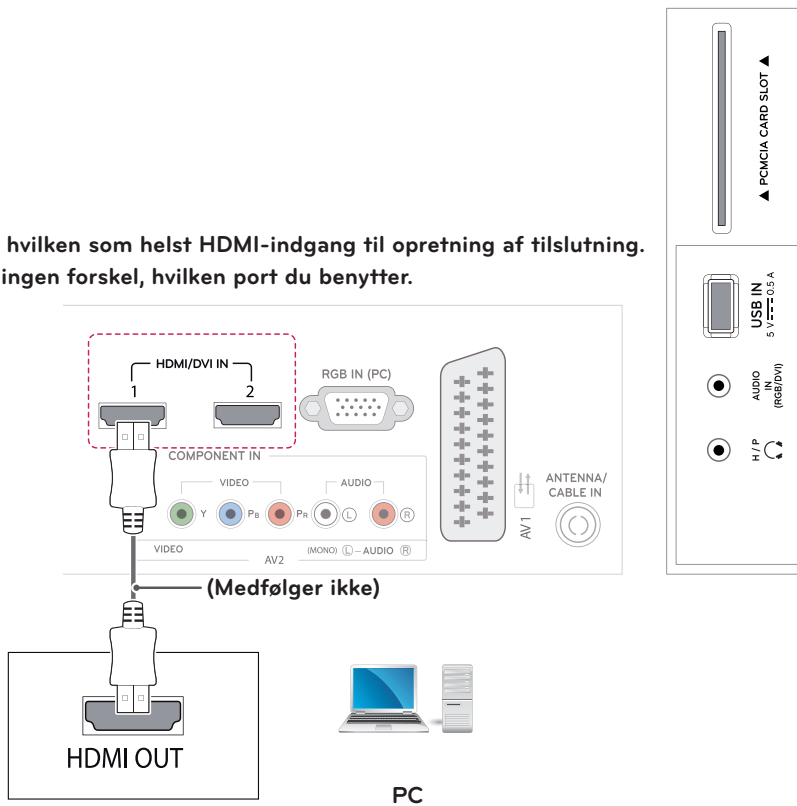 hvilken som helst HDMI-indgang til opretning af tilslutning.
ingen forskel, hvilken port du benytter.
HDMI/DVI IN
1
2
RGB IN (PC)
COMPONENT IN
VIDEO
AUDIO
Y
PB
PR
L
R
VIDEO
AV2
(MONO) L – AUDIO R
AV 1
ANTENNA/
CABLE IN
(Medfølger ikke)
HDMI OUT
PC
▲ PCMCIA CARD SLOT ▲
USB IN
5 V 0.5 A
AUDIO
IN
(RGB/DVI)
H / P